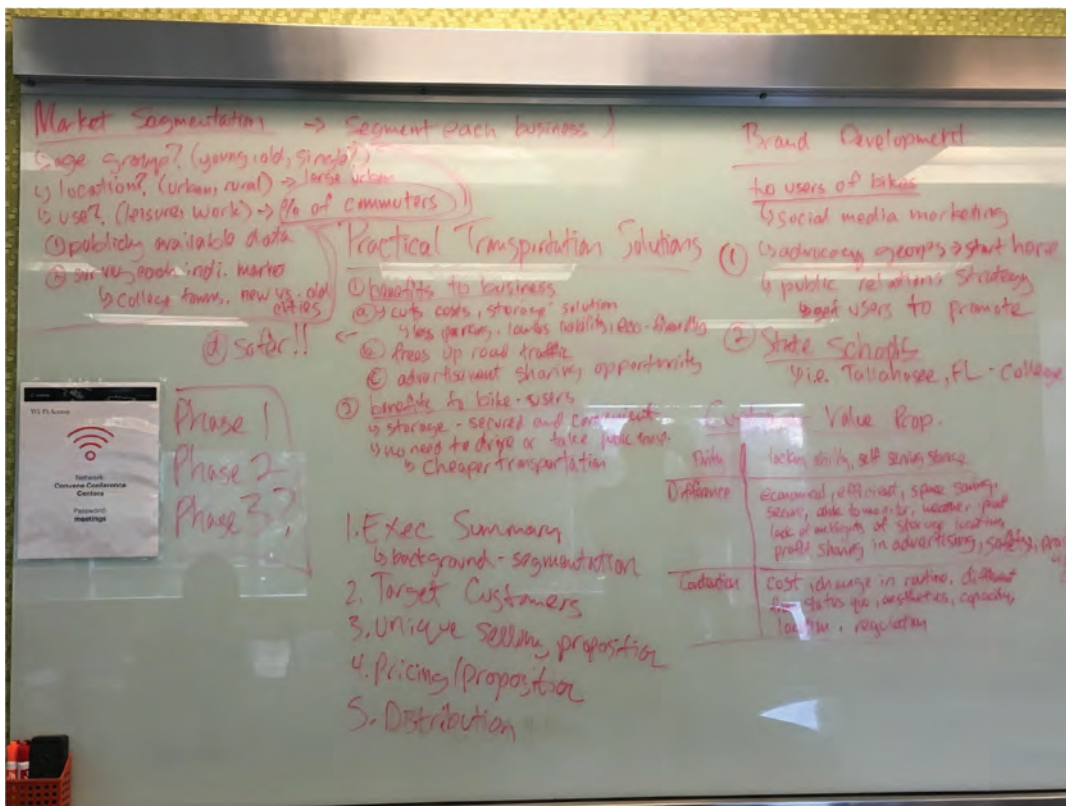 Market Segmentation → Segment each business
↳ age group? (young, old, single?)
↳ location? (urban, rural) → large urban
↳ use? (leisure, work) → % of commuters
① publicly available data
② survey each indi. market
↳ college towns, new vs. old
cities
Practical Transportation Solutions
① benefits to business
ⓐ ↳ cuts costs, storage solution
↳ less parking, lowers liability, eco-friendly
ⓑ frees up road traffic
ⓒ advertisement sharing opportunity
ⓓ safer!!
② benefits to bike-users
↳ storage - secured and convenient
↳ no need to drive or take public transp.
↳ cheaper transportation
Phase 1
Phase 2
Phase 3?
Wi-Fi Access
Network:
Convene Conference
Centers
Password:
meetings
1. Exec Summary
↳ background - segmentation
2. Target Customers
3. Unique selling proposition
4. Pricing/proposition
5. Distribution
Brand Development
to users of bikes
↳ social media marketing
① ↳ advocacy groups → start here
↳ public relations strategy
↳ get users to promote
② State Schools
↳ i.e. Tallahasee, FL - College
Customer Value Prop.
Parity
locking ability, self serving storage
Difference
economical, efficient, space saving,
secure, able to monitor, weather proof
lack of of storage location,
profit sharing in advertising, safety,
Contention
cost, change in routine, different
status quo, aesthetics, capacity,
location, regulation